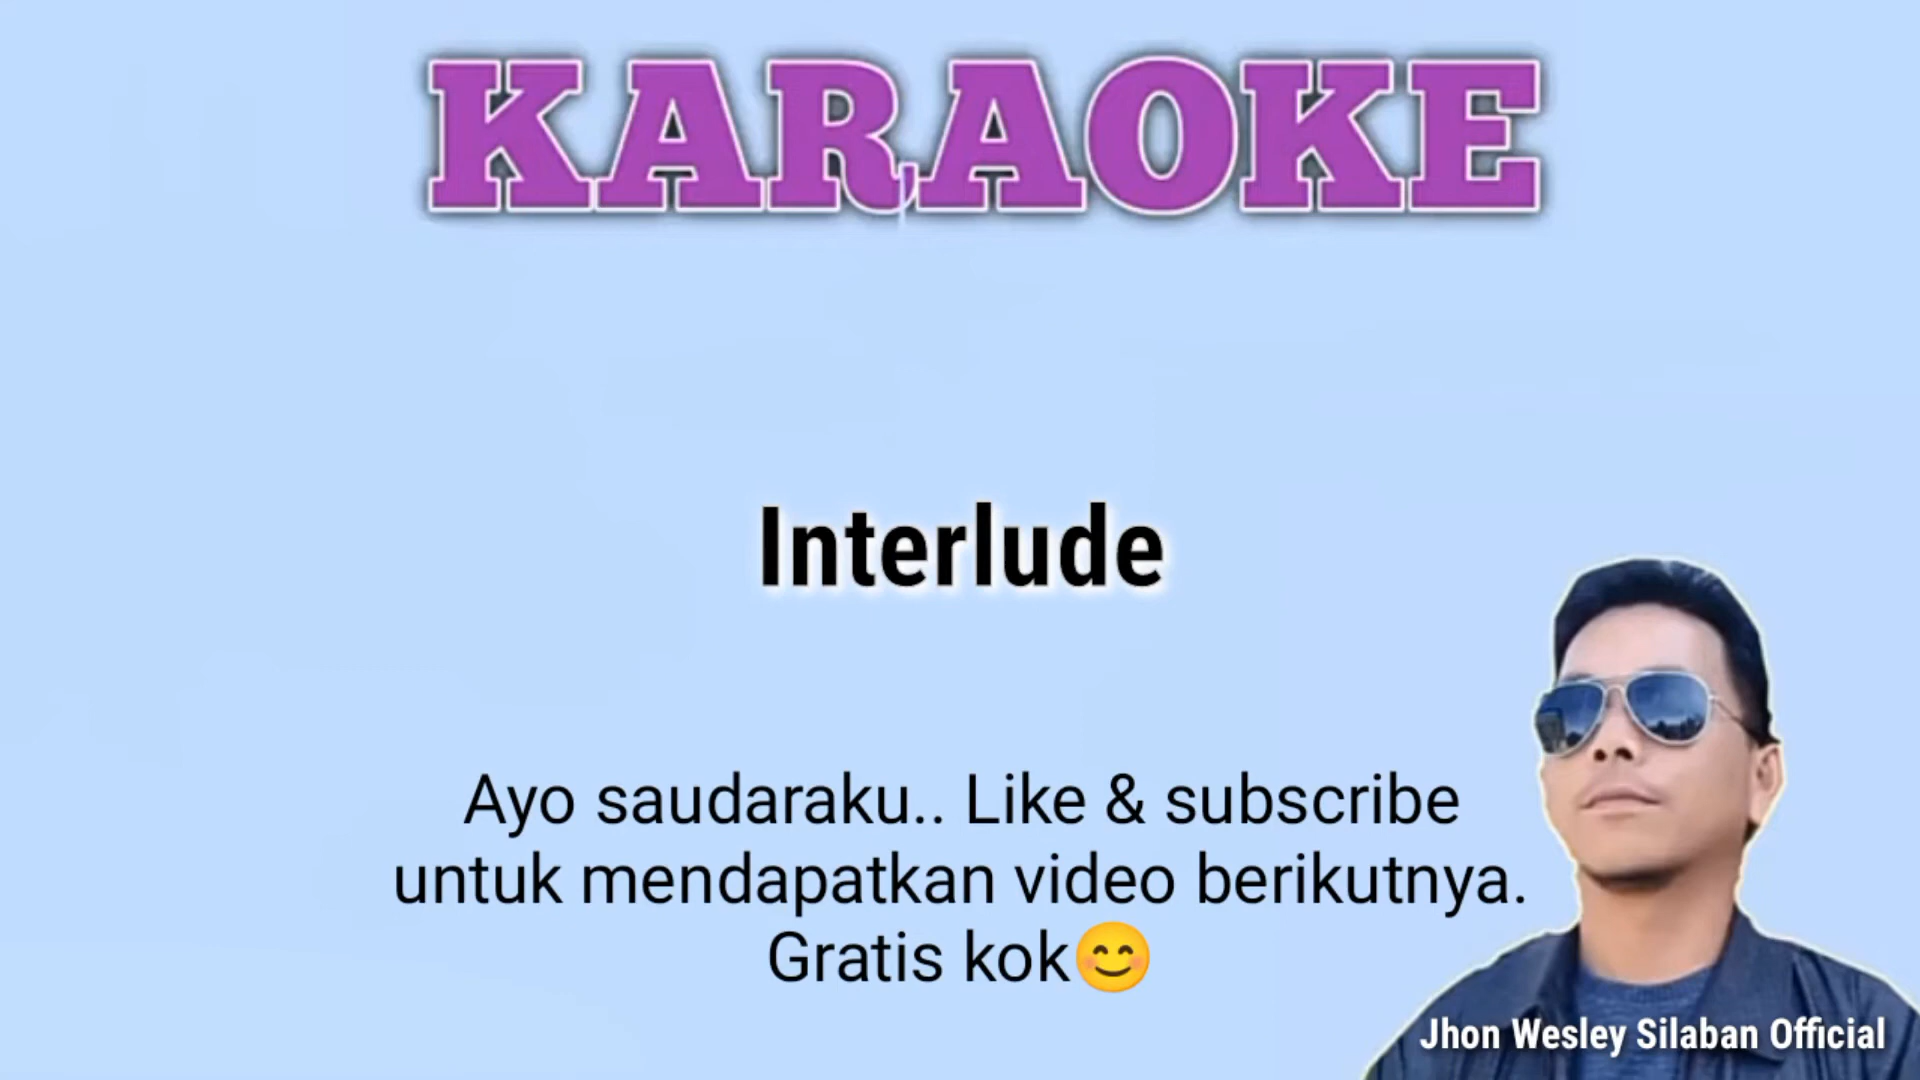 KARAOKE
Interlude
Ayo saudaraku.. Like & subscribe
untuk mendapatkan video berikutnya.
Gratis kok😊
Jhon Wesley Silaban Official